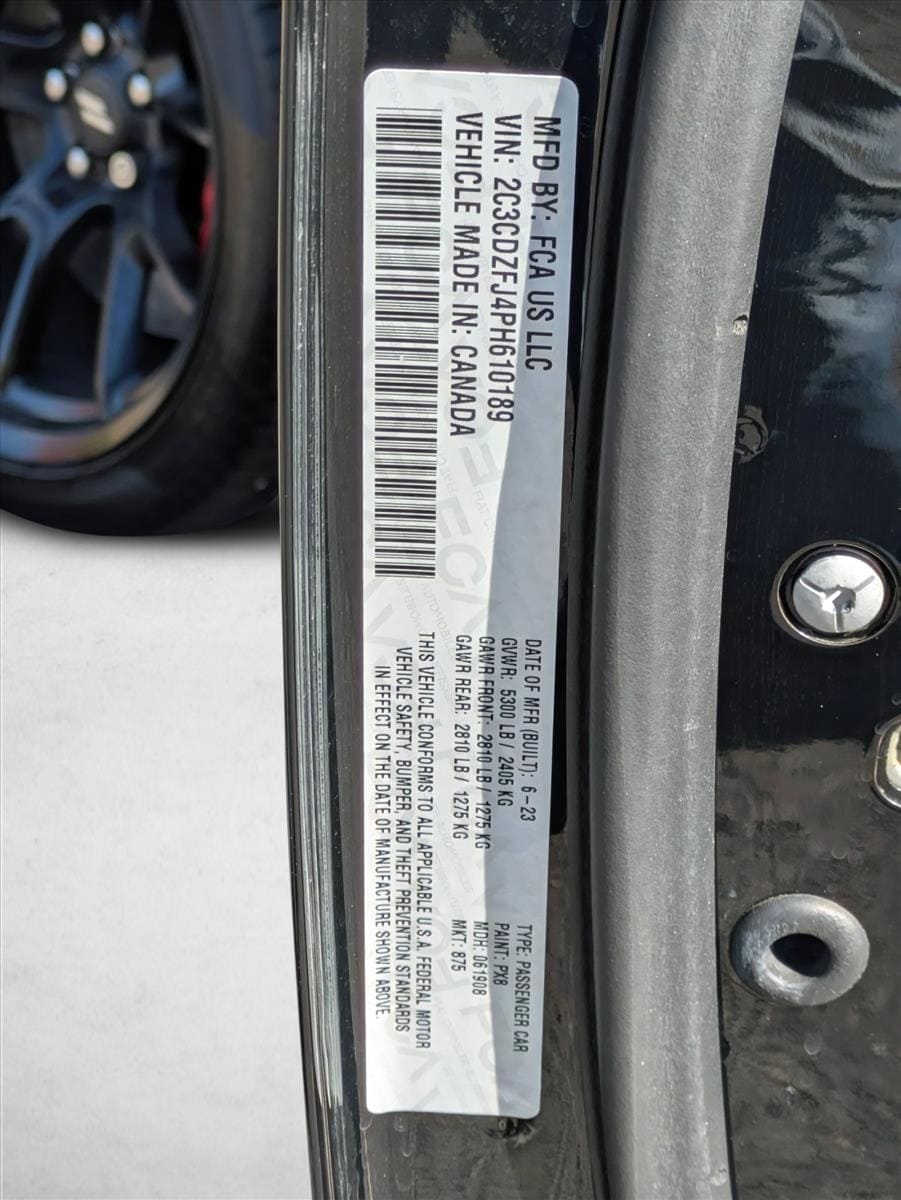 MFD BY: FCA US LLC
VIN: 2C3CDZFJ4PH610189
VEHICLE MADE IN: CANADA
DATE OF MFR (BUILT): 6-23
GVWR: 5300 LB / 2405 KG
GAWR FRONT: 2810 LB / 1275 KG
GAWR REAR: 2810 LB / 1275 KG
TYPE: PASSENGER CAR
PAINT: PX8
MDH: 061908
MKT: 875
THIS VEHICLE CONFORMS TO ALL APPLICABLE U.S.A. FEDERAL MOTOR
VEHICLE SAFETY, BUMPER, AND THEFT PREVENTION STANDARDS
IN EFFECT ON THE DATE OF MANUFACTURE SHOWN ABOVE.